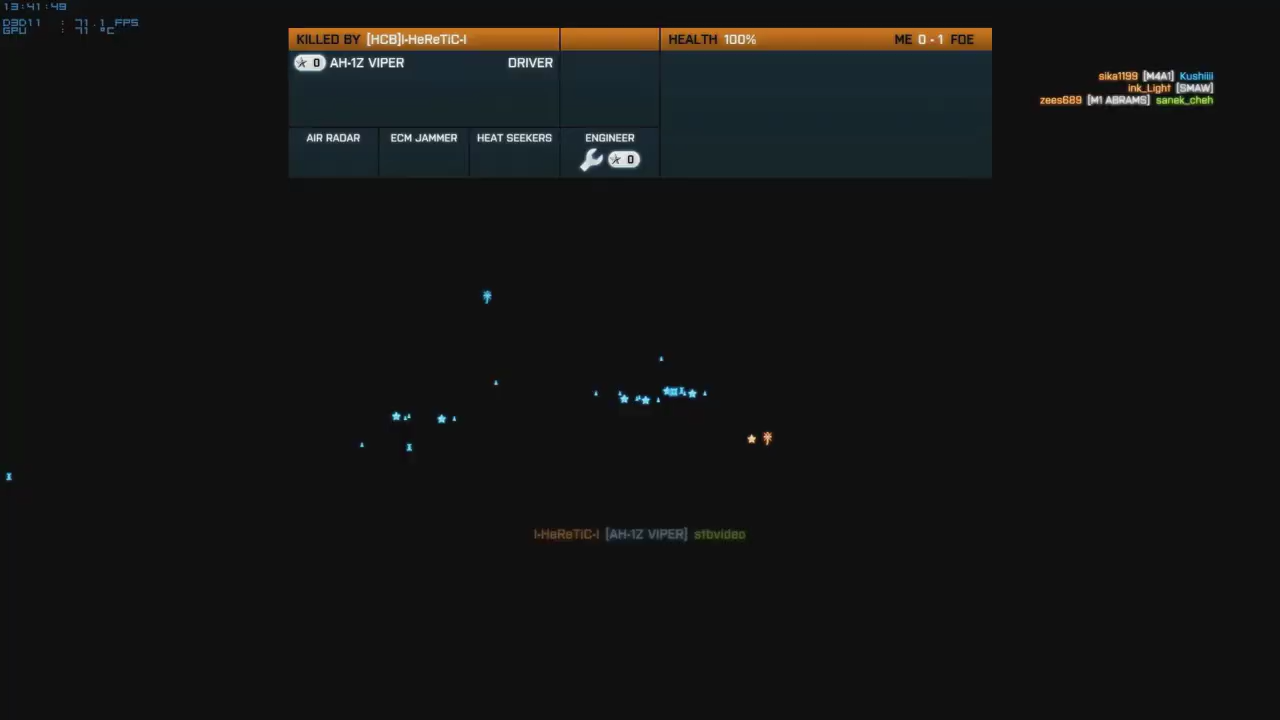 13:41:49
D3D11 : 71.1 FPS
GPU : 71 °C
KILLED BY [HCB]I-HeReTiC-I
HEALTH 100% ME 0 - 1 FOE
0 AH-1Z VIPER DRIVER
AIR RADAR ECM JAMMER HEAT SEEKERS ENGINEER
0
sika1199 [M4A1] Kushiiii
ink_Light [SMAW]
zees689 [M1 ABRAMS] sanek_cheh
I-HeReTiC-I [AH-1Z VIPER] s1bvideo